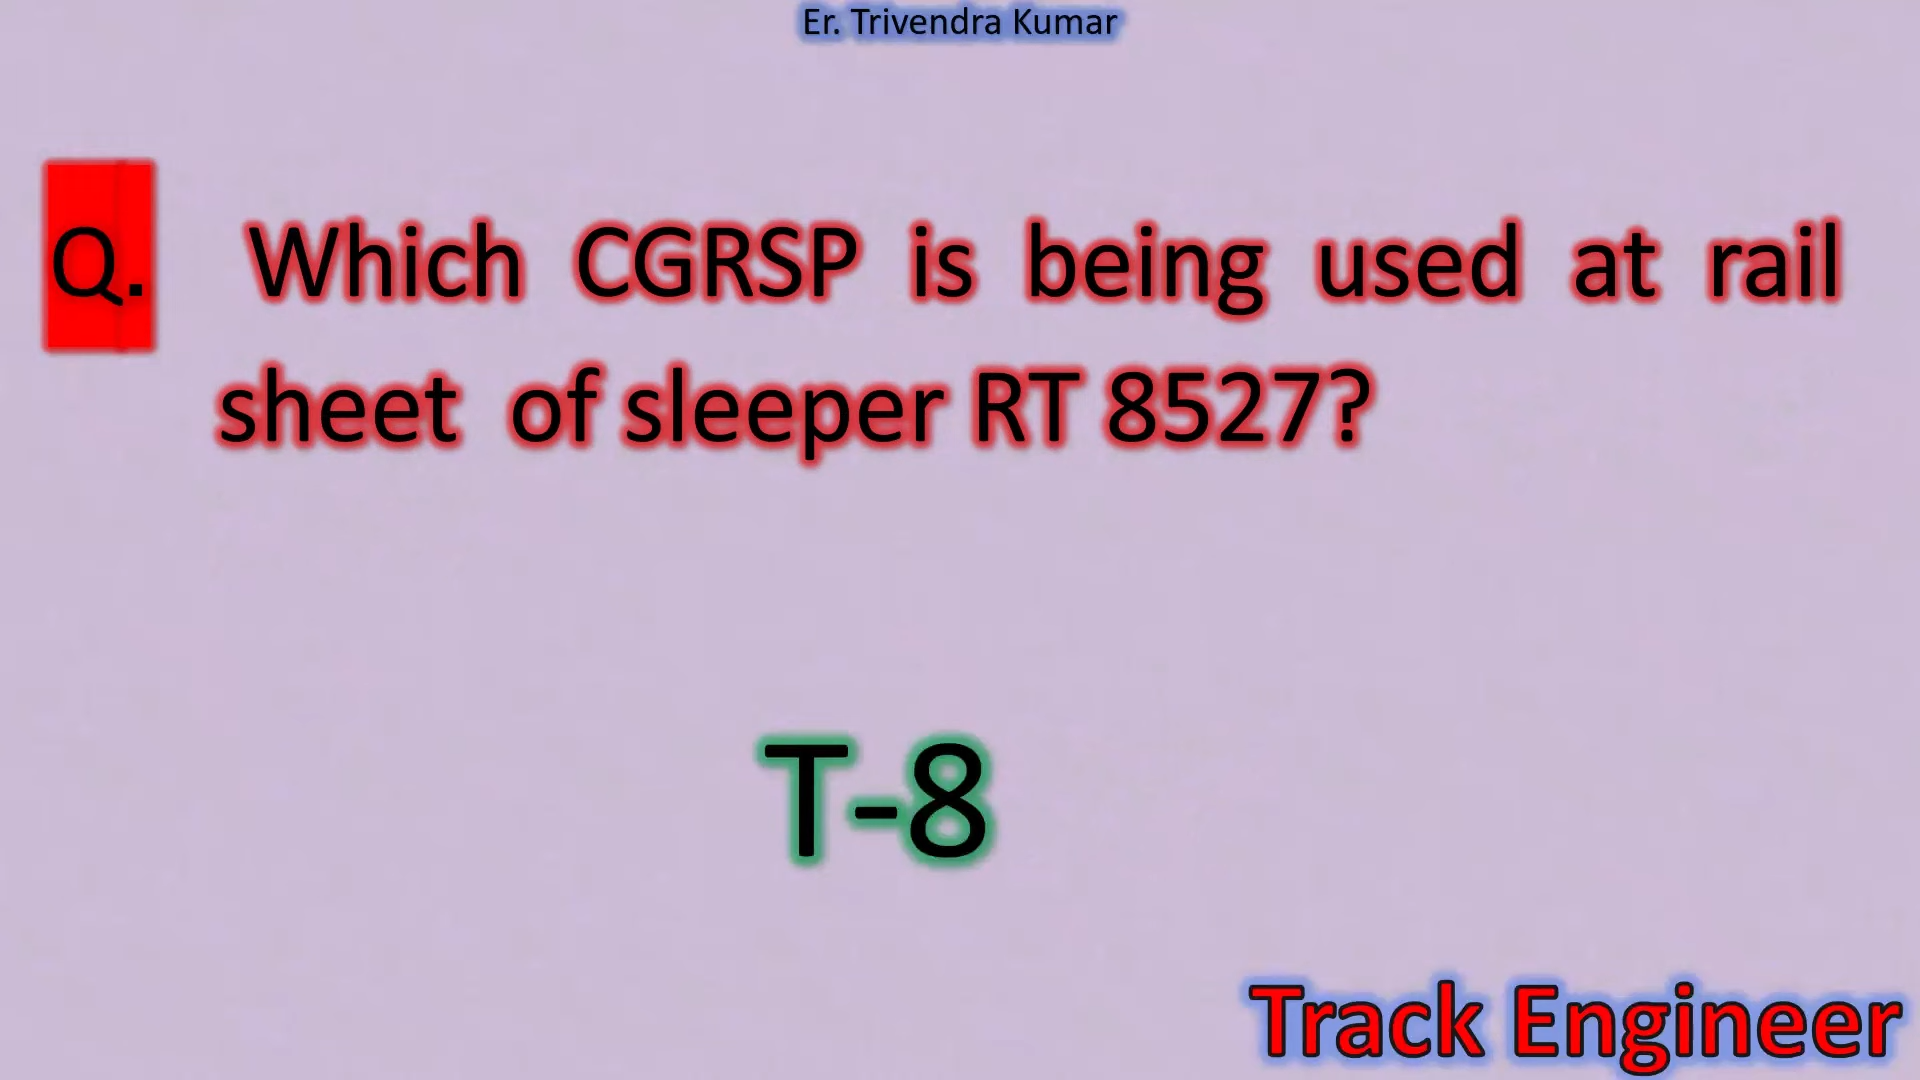 Er. Trivendra Kumar
Q. Which CGRSP is being used at rail
sheet of sleeper RT 8527?
T-8
Track Engineer